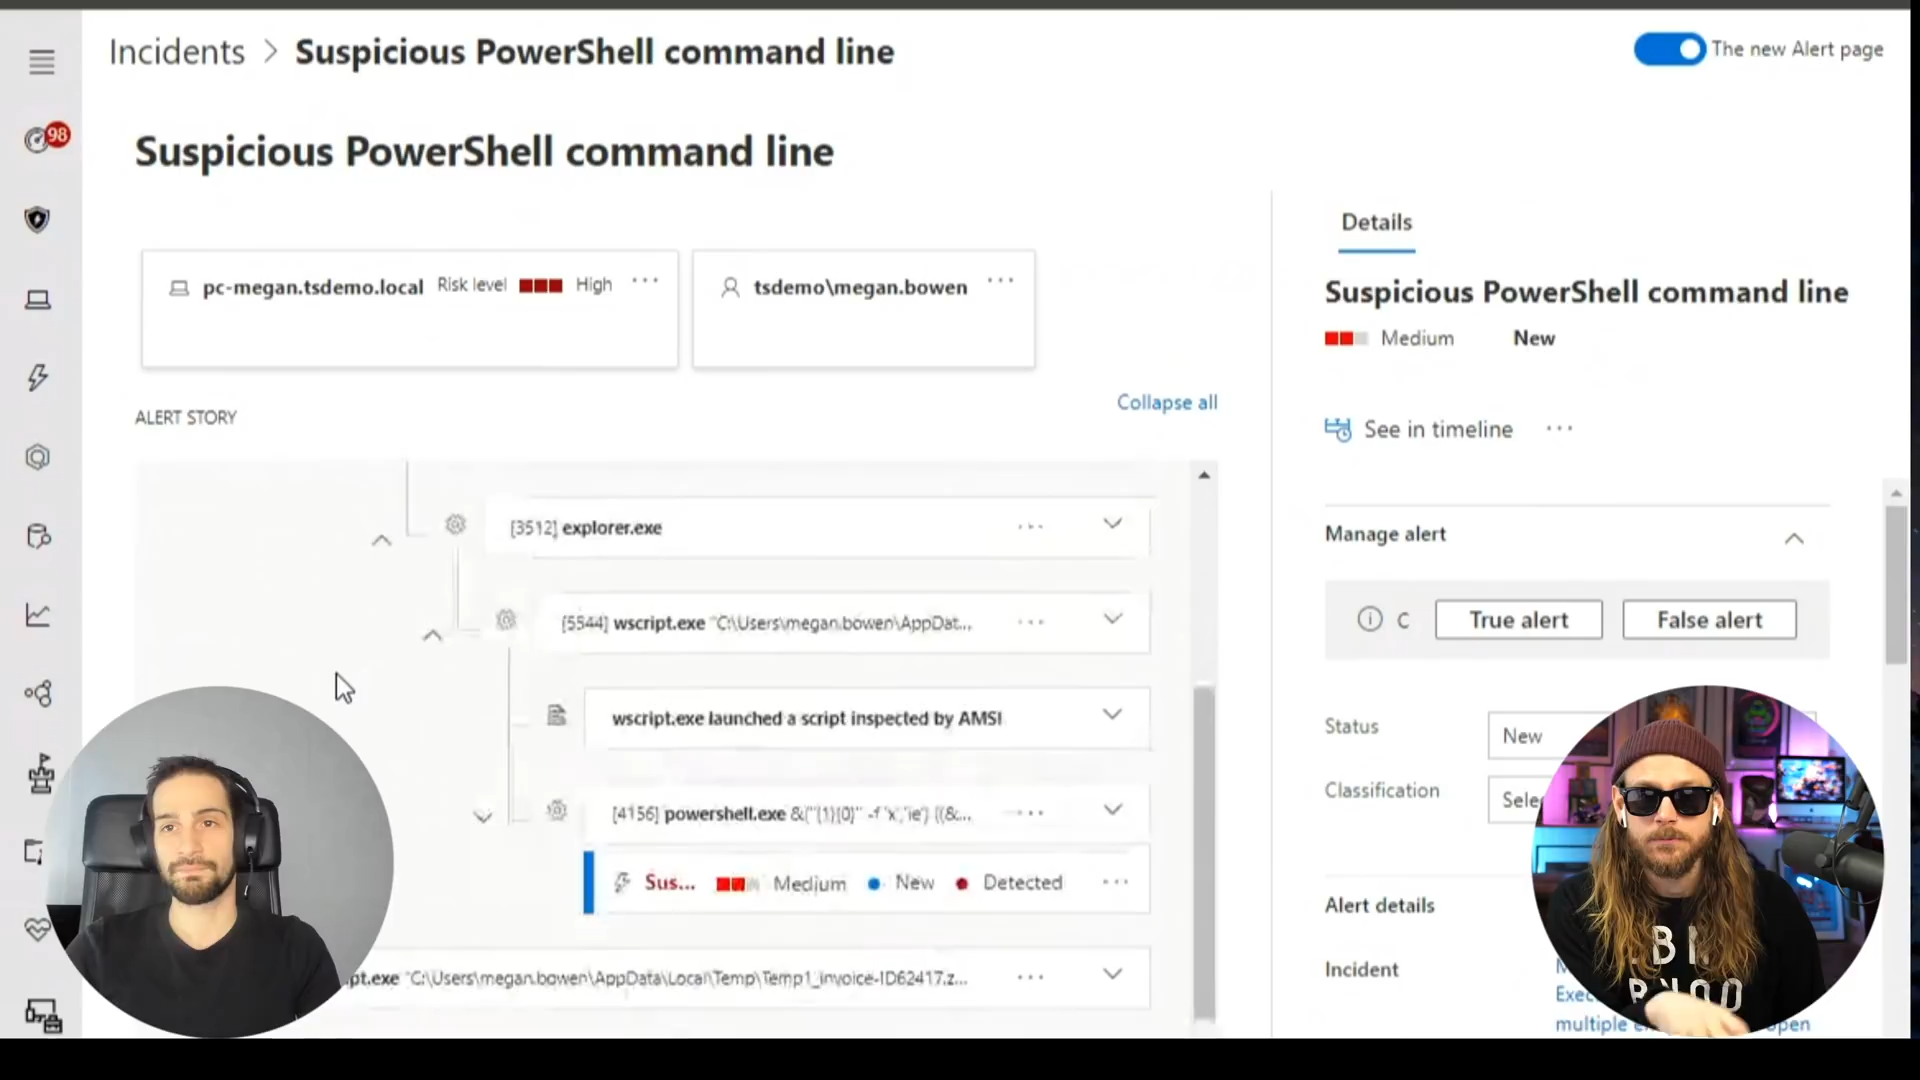 Incidents > Suspicious PowerShell command line
The new Alert page
98
Suspicious PowerShell command line
pc-megan.tsdemo.local Risk level High ...
tsdemo\megan.bowen ...
ALERT STORY
Collapse all
[3512] explorer.exe ...
[5544] wscript.exe "C:\Users\megan.bowen\AppDat... ...
wscript.exe launched a script inspected by AMSI
[4156] powershell.exe &("{1}{0}" -f 'x','ie') ((&... ...
Sus... Medium New Detected ...
pt.exe "C:\Users\megan.bowen\AppData\Local\Temp\Temp1_invoice-ID62417.z... ...
Details
Suspicious PowerShell command line
Medium New
See in timeline ...
Manage alert
C True alert False alert
Status New
Classification Sele
Alert details
Incident
Exec
multiple open